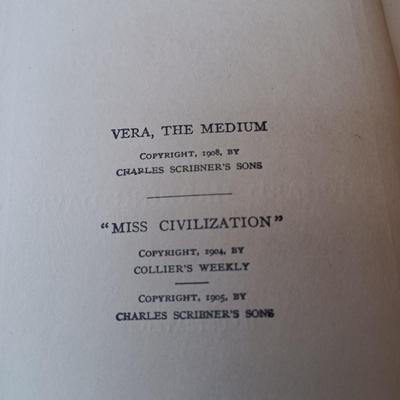 VERA, THE MEDIUM
COPYRIGHT, 1908, BY
CHARLES SCRIBNER'S SONS
"MISS CIVILIZATION"
COPYRIGHT, 1904, BY
COLLIER'S WEEKLY
COPYRIGHT, 1905, BY
CHARLES SCRIBNER'S SONS